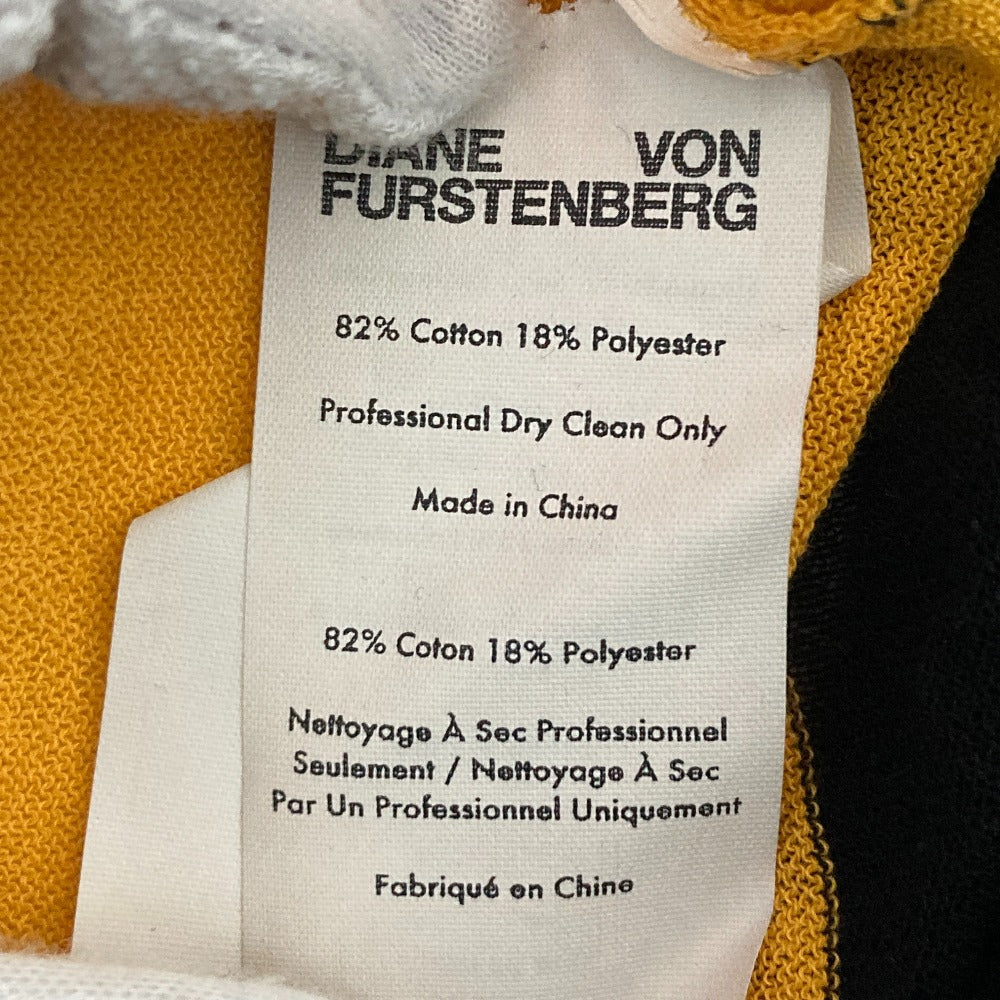 DIANE VON
FURSTENBERG
82% Cotton 18% Polyester
Professional Dry Clean Only
Made in China
82% Coton 18% Polyester
Nettoyage À Sec Professionnel
Seulement / Nettoyage À Sec
Par Un Professionnel Uniquement
Fabriqué en Chine